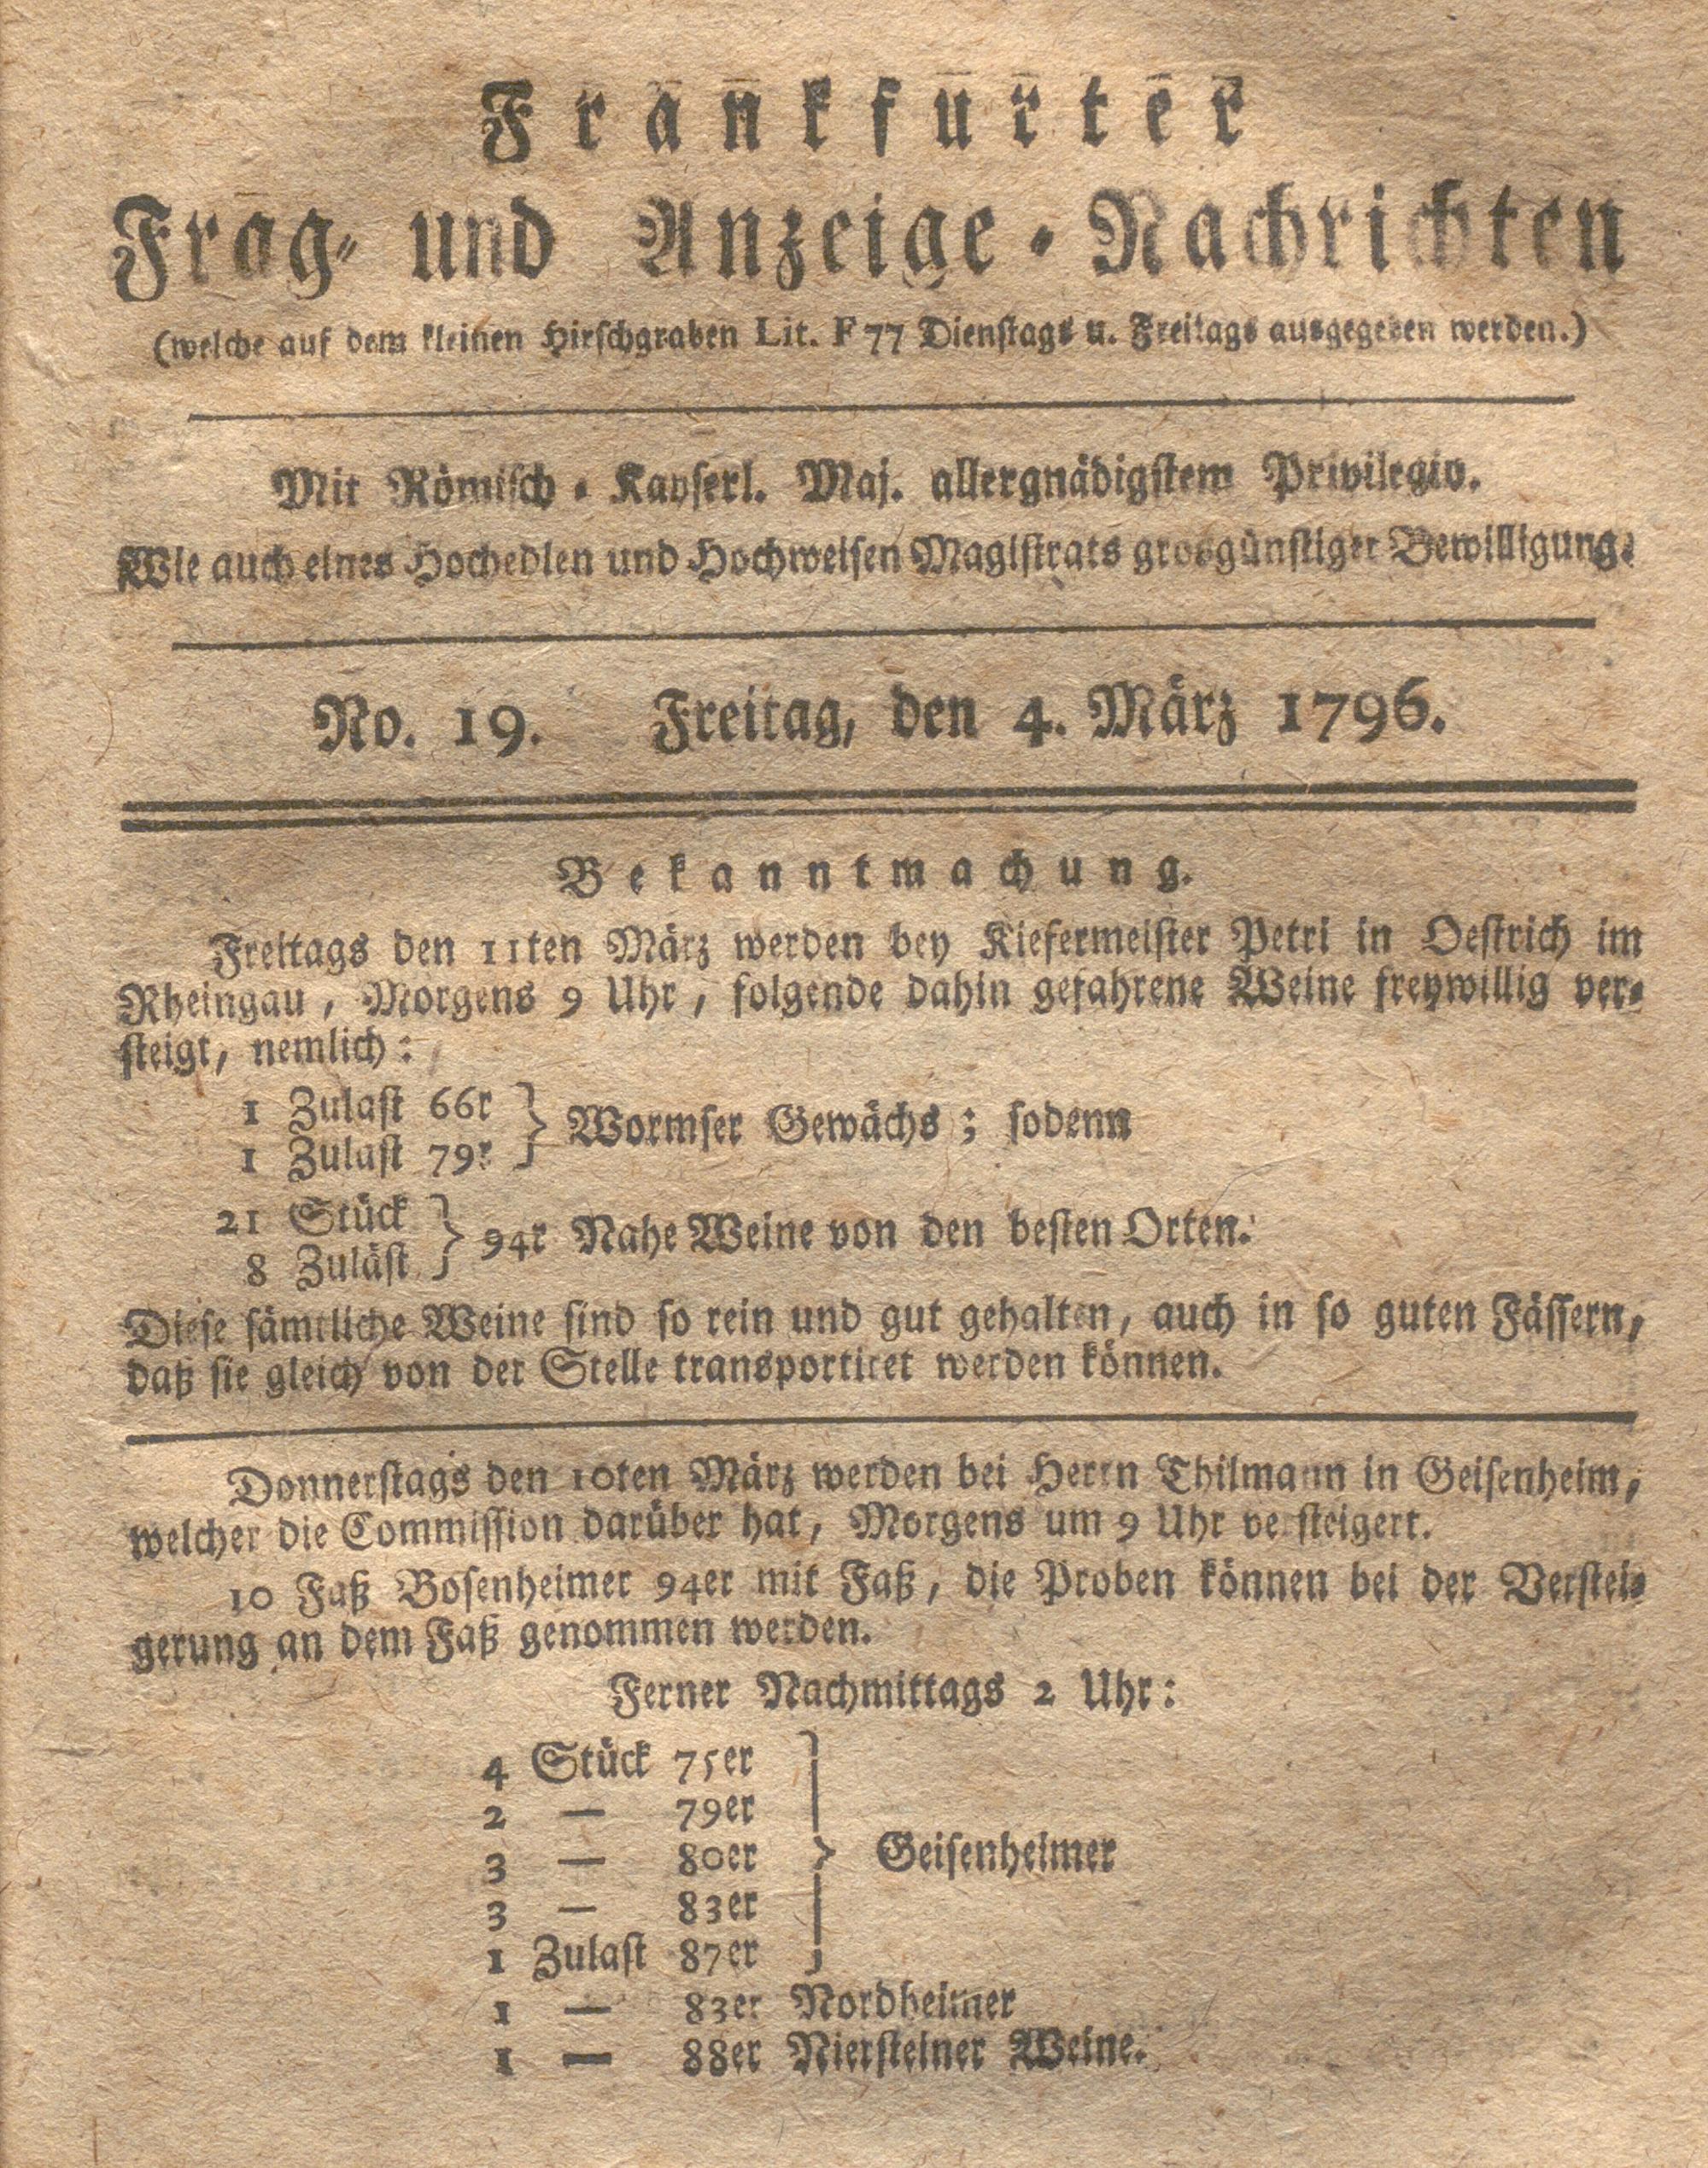 Frankfurter
Frag- und Anzeige-Nachrichten
(welche auf dem kleinen Hirschgraben Lit. F 77 Dienstags u. Freitags ausgegeben werden.)
Mit Römisch-Kayserl. Maj. allergnädigstem Privilegio.
Wie auch eines Hochedlen und Hochweisen Magistrats grosgünstiger Bewilligung.
No. 19. Freitag, den 4. März 1796.
Bekanntmachung.
Freitags den 11ten März werden bey Kiefermeister Petri in Oestrich im
Rheingau, Morgens 9 Uhr, folgende dahin gefahrene Weine freywillig ver-
steigt, nemlich:
1 Zulast 66r
1 Zulast 79r } Wormser Gewächs; sodenn
21 Stück
8 Zuläst } 94r Nahe Weine von den besten Orten.
Diese sämtliche Weine sind so rein und gut gehalten, auch in so guten Fässern,
daß sie gleich von der Stelle transportiret werden können.
Donnerstags den 10ten März werden bei Herrn Thilmann in Geisenheim,
welcher die Commission darüber hat, Morgens um 9 Uhr versteigert.
10 Faß Bosenheimer 94er mit Faß, die Proben können bei der Verstei-
gerung an dem Faß genommen werden.
Ferner Nachmittags 2 Uhr:
4 Stück 75er
2 — 79er
3 — 80er } Geisenheimer
3 — 83er
1 Zulast 87er
1 — 83er Nordheimer
1 — 88er Niersteiner Weine.